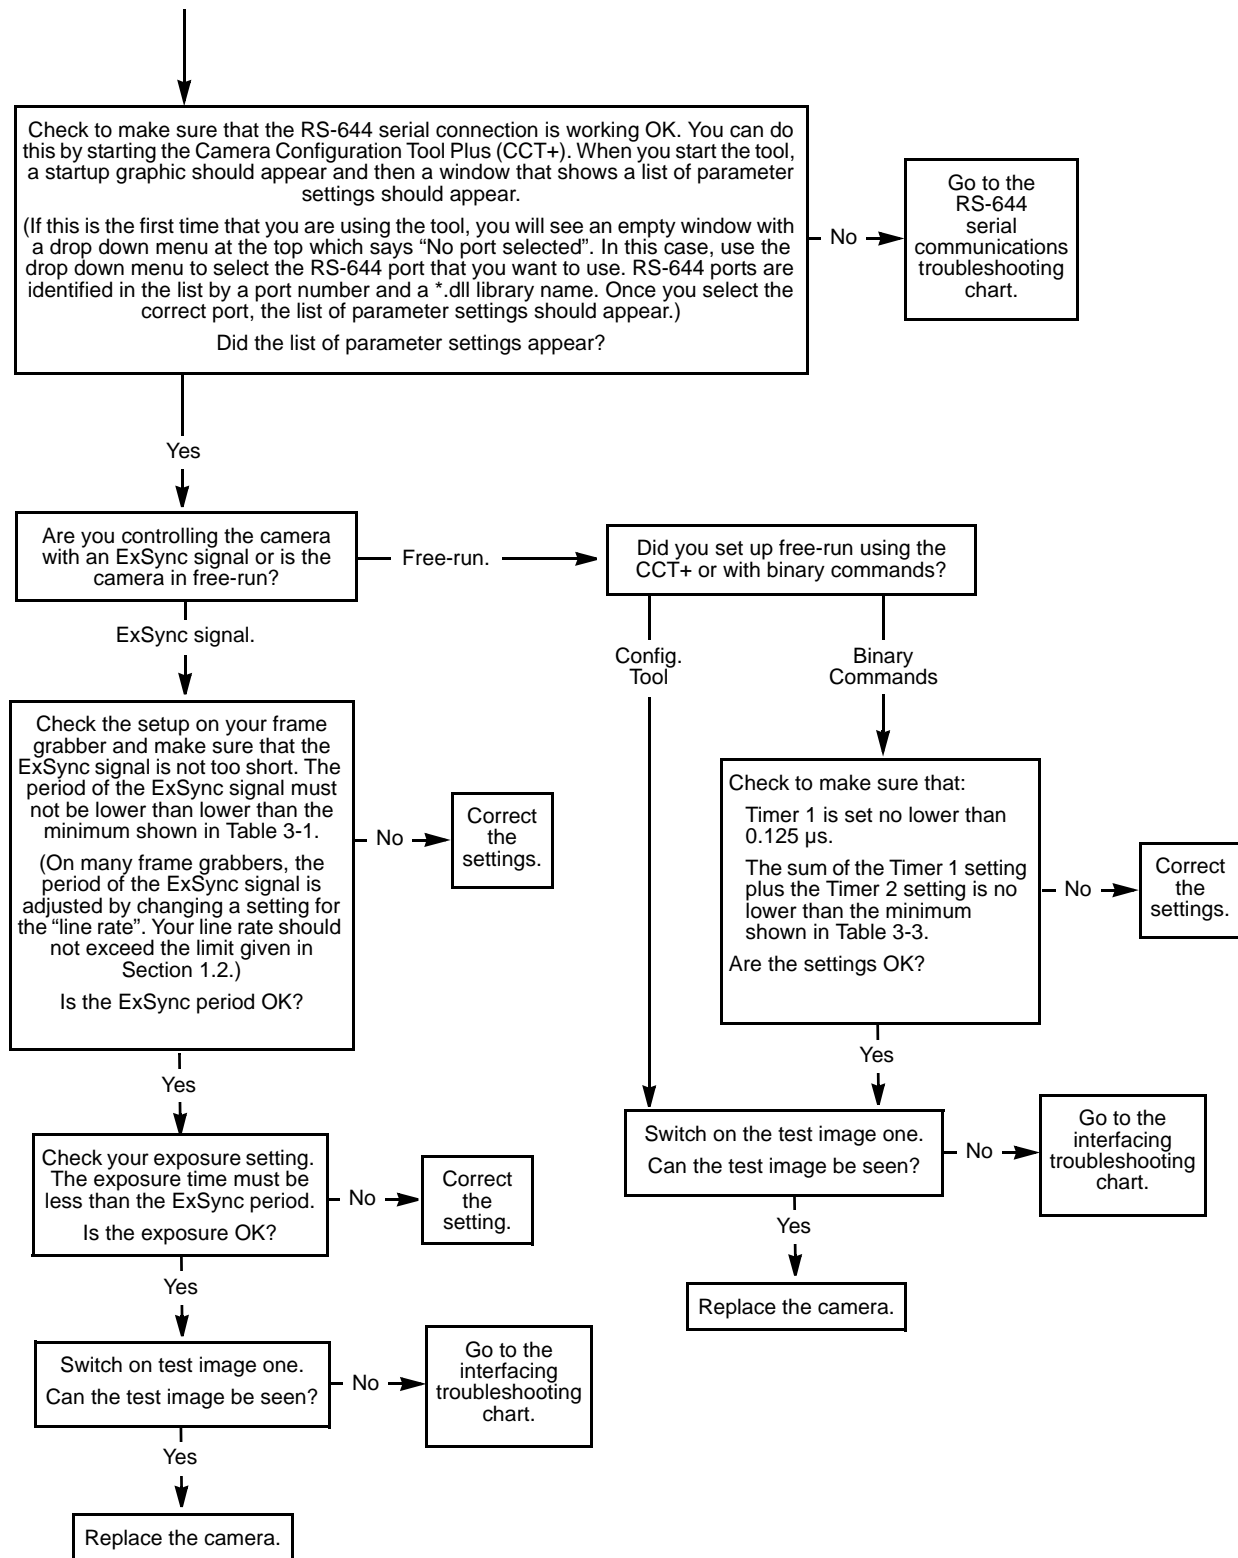 Check to make sure that the RS-644 serial connection is working OK. You can do
this by starting the Camera Configuration Tool Plus (CCT+). When you start the tool,
a startup graphic should appear and then a window that shows a list of parameter
settings should appear.
(If this is the first time that you are using the tool, you will see an empty window with
a drop down menu at the top which says “No port selected”. In this case, use the
drop down menu to select the RS-644 port that you want to use. RS-644 ports are
identified in the list by a port number and a *.dll library name. Once you select the
correct port, the list of parameter settings should appear.)
Did the list of parameter settings appear?
No
Go to the
RS-644
serial
communications
troubleshooting
chart.
Yes
Are you controlling the camera
with an ExSync signal or is the
camera in free-run?
Free-run.
Did you set up free-run using the
CCT+ or with binary commands?
ExSync signal.
Config.
Tool
Binary
Commands
Check the setup on your frame
grabber and make sure that the
ExSync signal is not too short. The
period of the ExSync signal must
not be lower than lower than the
minimum shown in Table 3-1.
(On many frame grabbers, the
period of the ExSync signal is
adjusted by changing a setting for
the “line rate”. Your line rate should
not exceed the limit given in
Section 1.2.)
Is the ExSync period OK?
No
Correct
the
settings.
Check to make sure that:
Timer 1 is set no lower than
0.125 µs.
The sum of the Timer 1 setting
plus the Timer 2 setting is no
lower than the minimum
shown in Table 3-3.
Are the settings OK?
No
Correct
the
settings.
Yes
Yes
Check your exposure setting.
The exposure time must be
less than the ExSync period.
Is the exposure OK?
No
Correct
the
setting.
Switch on the test image one.
Can the test image be seen?
No
Go to the
interfacing
troubleshooting
chart.
Yes
Yes
Replace the camera.
Switch on test image one.
Can the test image be seen?
No
Go to the
interfacing
troubleshooting
chart.
Yes
Replace the camera.